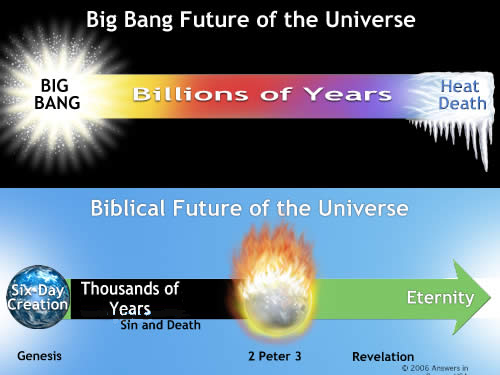 Big Bang Future of the Universe
BIG
BANG
Billions of Years
Heat
Death
Biblical Future of the Universe
Six-Day
Creation
Thousands of
Years
Sin and Death
Eternity
Genesis
2 Peter 3
Revelation
© 2006 Answers in